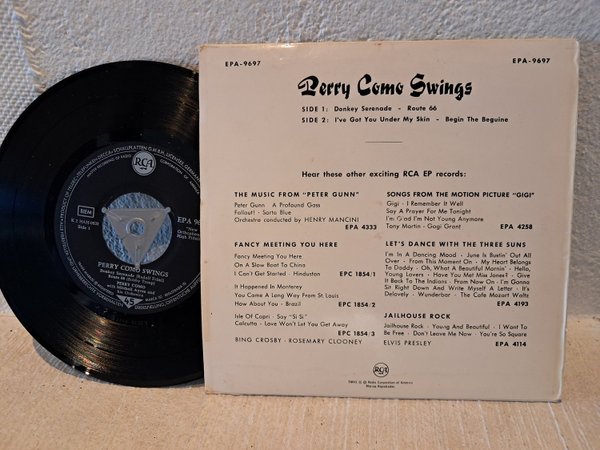 EPA-9697
EPA-9697
Perry Como Swings
SIDE 1: Donkey Serenade - Route 66
SIDE 2: I've Got You Under My Skin - Begin The Beguine
Hear these other exciting RCA EP records:
THE MUSIC FROM "PETER GUNN"
Peter Gunn · A Profound Gass
Fallout! · Sorta Blue
Orchestra conducted by HENRY MANCINI
EPA 4333
FANCY MEETING YOU HERE
Fancy Meeting You Here
On A Slow Boat To China
I Can't Get Started · Hindustan
EPC 1854/1
It Happened In Monterey
You Came A Long Way From St. Louis
How About You · Brazil
EPC 1854/2
Isle Of Capri · Say "Si Si"
Calcutta · Love Won't Let You Get Away
EPC 1854/3
BING CROSBY · ROSEMARY CLOONEY
SONGS FROM THE MOTION PICTURE "GIGI"
Gigi · I Remember It Well
Say A Prayer For Me Tonight
I'm Glad I'm Not Young Anymore
Tony Martin · Gogi Grant
EPA 4258
LET'S DANCE WITH THE THREE SUNS
I'm In A Dancing Mood · June Is Bustin' Out All
Over · From This Moment On · My Heart Belongs
To Daddy · Oh, What A Beautiful Mornin' · Hello,
Young Lovers · Have You Met Miss Jones? · Give
It Back To The Indians · From Now On · I'm Gonna
Sit Right Down And Write Myself A Letter · It's
Delovely · Wunderbar · The Cafe Mozart Waltz
EPA 4193
JAILHOUSE ROCK
Jailhouse Rock · Young And Beautiful · I Want To
Be Free · Don't Leave Me Now · You're So Square
ELVIS PRESLEY
EPA 4114
RCA
RCA
STEM
Side 1
EPA 96
PERRY COMO SWINGS
Donkey Serenade
Route 66
PERRY COMO
45